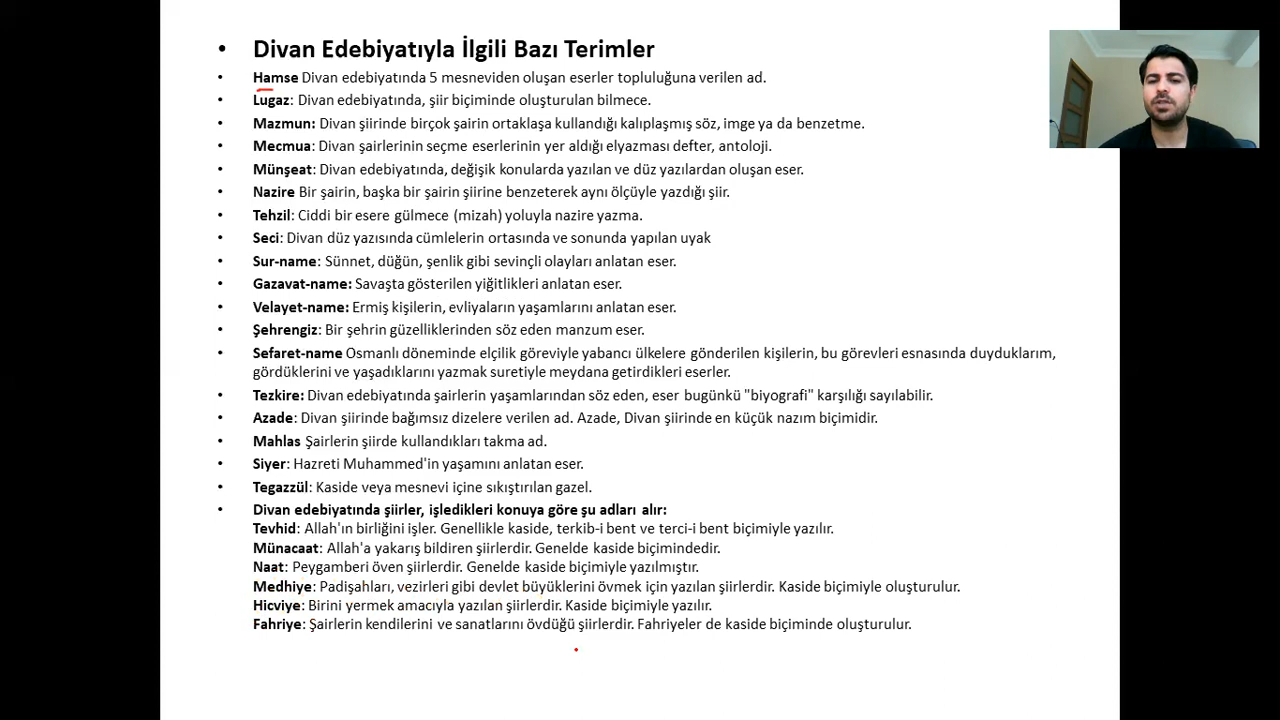 Divan Edebiyatıyla İlgili Bazı Terimler
Hamse Divan edebiyatında 5 mesneviden oluşan eserler topluluğuna verilen ad.
Lugaz: Divan edebiyatında, şiir biçiminde oluşturulan bilmece.
Mazmun: Divan şiirinde birçok şairin ortaklaşa kullandığı kalıplaşmış söz, imge ya da benzetme.
Mecmua: Divan şairlerinin seçme eserlerinin yer aldığı elyazması defter, antoloji.
Münşeat: Divan edebiyatında, değişik konularda yazılan ve düz yazılardan oluşan eser.
Nazire Bir şairin, başka bir şairin şiirine benzeterek aynı ölçüyle yazdığı şiir.
Tehzil: Ciddi bir esere gülmece (mizah) yoluyla nazire yazma.
Seci: Divan düz yazısında cümlelerin ortasında ve sonunda yapılan uyak
Sur-name: Sünnet, düğün, şenlik gibi sevinçli olayları anlatan eser.
Gazavat-name: Savaşta gösterilen yiğitlikleri anlatan eser.
Velayet-name: Ermiş kişilerin, evliyaların yaşamlarını anlatan eser.
Şehrengiz: Bir şehrin güzelliklerinden söz eden manzum eser.
Sefaret-name Osmanlı döneminde elçilik göreviyle yabancı ülkelere gönderilen kişilerin, bu görevleri esnasında duyduklarım,
gördüklerini ve yaşadıklarını yazmak suretiyle meydana getirdikleri eserler.
Tezkire: Divan edebiyatında şairlerin yaşamlarından söz eden, eser bugünkü "biyografi" karşılığı sayılabilir.
Azade: Divan şiirinde bağımsız dizelere verilen ad. Azade, Divan şiirinde en küçük nazım biçimidir.
Mahlas Şairlerin şiirde kullandıkları takma ad.
Siyer: Hazreti Muhammed'in yaşamını anlatan eser.
Tegazzül: Kaside veya mesnevi içine sıkıştırılan gazel.
Divan edebiyatında şiirler, işledikleri konuya göre şu adları alır:
Tevhid: Allah'ın birliğini işler. Genellikle kaside, terkib-i bent ve terci-i bent biçimiyle yazılır.
Münacaat: Allah'a yakarış bildiren şiirlerdir. Genelde kaside biçimindedir.
Naat: Peygamberi öven şiirlerdir. Genelde kaside biçimiyle yazılmıştır.
Medhiye: Padişahları, vezirleri gibi devlet büyüklerini övmek için yazılan şiirlerdir. Kaside biçimiyle oluşturulur.
Hicviye: Birini yermek amacıyla yazılan şiirlerdir. Kaside biçimiyle yazılır.
Fahriye: Şairlerin kendilerini ve sanatlarını övdüğü şiirlerdir. Fahriyeler de kaside biçiminde oluşturulur.